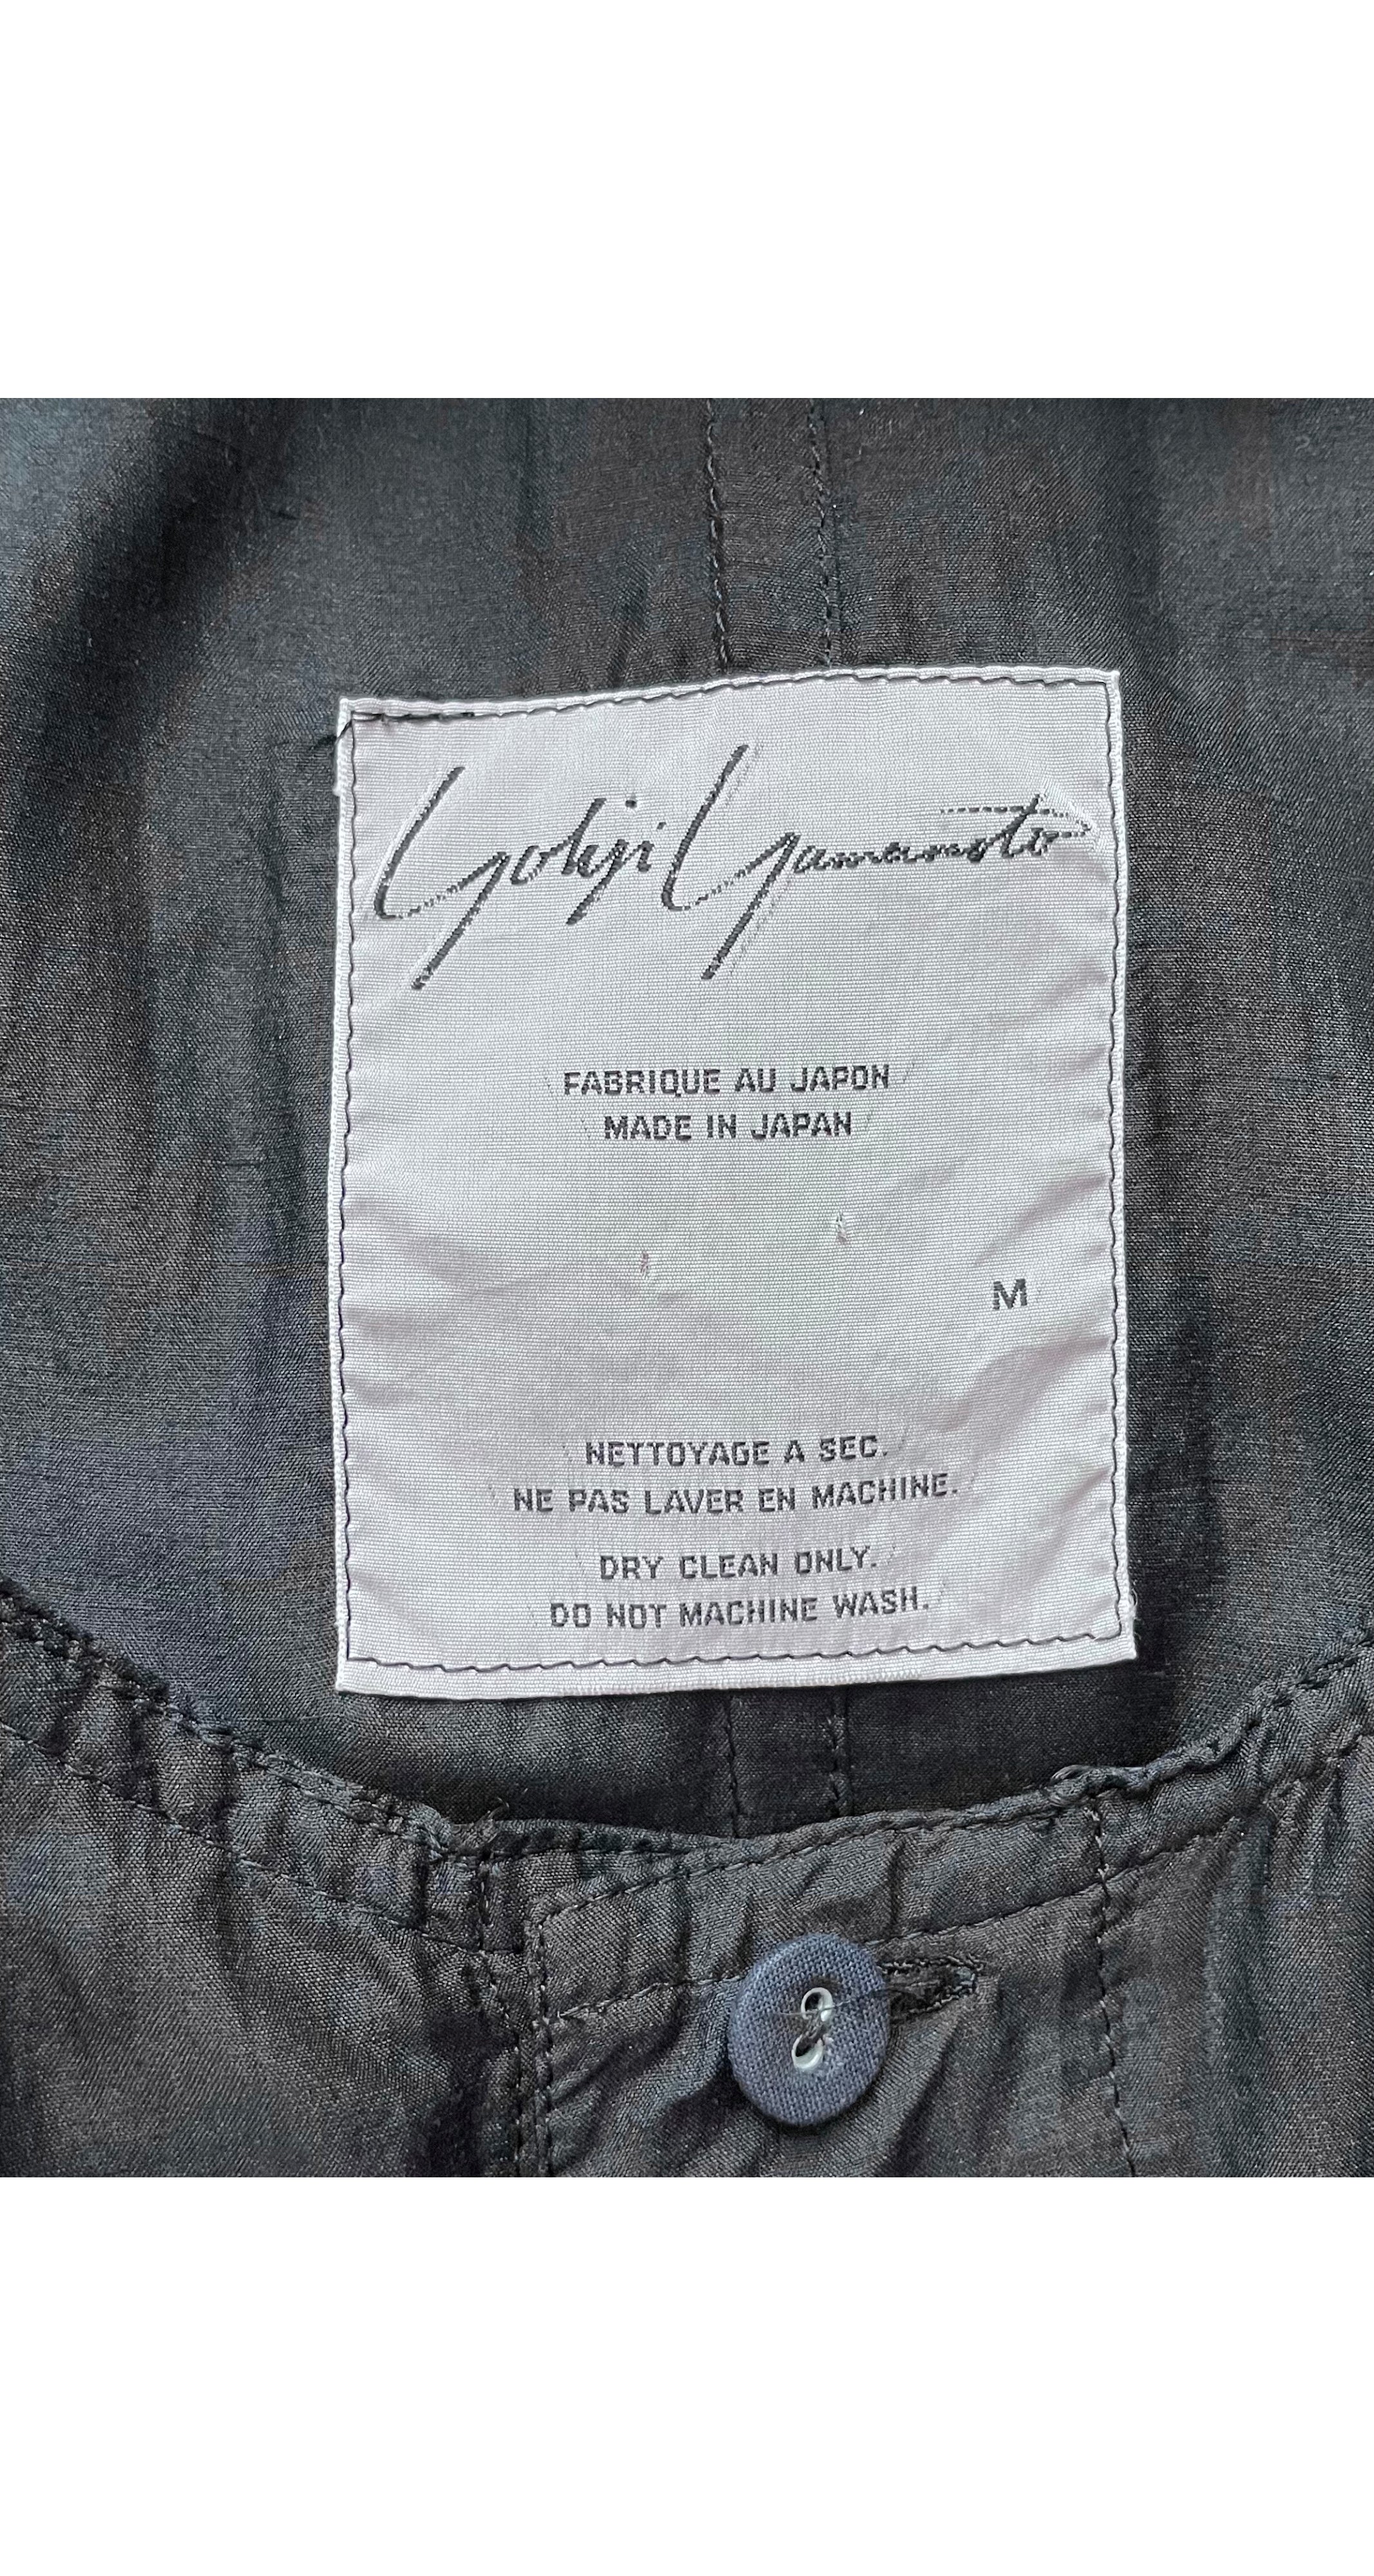 Yohji Yamamoto
FABRIQUE AU JAPON
MADE IN JAPAN
M
NETTOYAGE A SEC.
NE PAS LAVER EN MACHINE.
DRY CLEAN ONLY.
DO NOT MACHINE WASH.